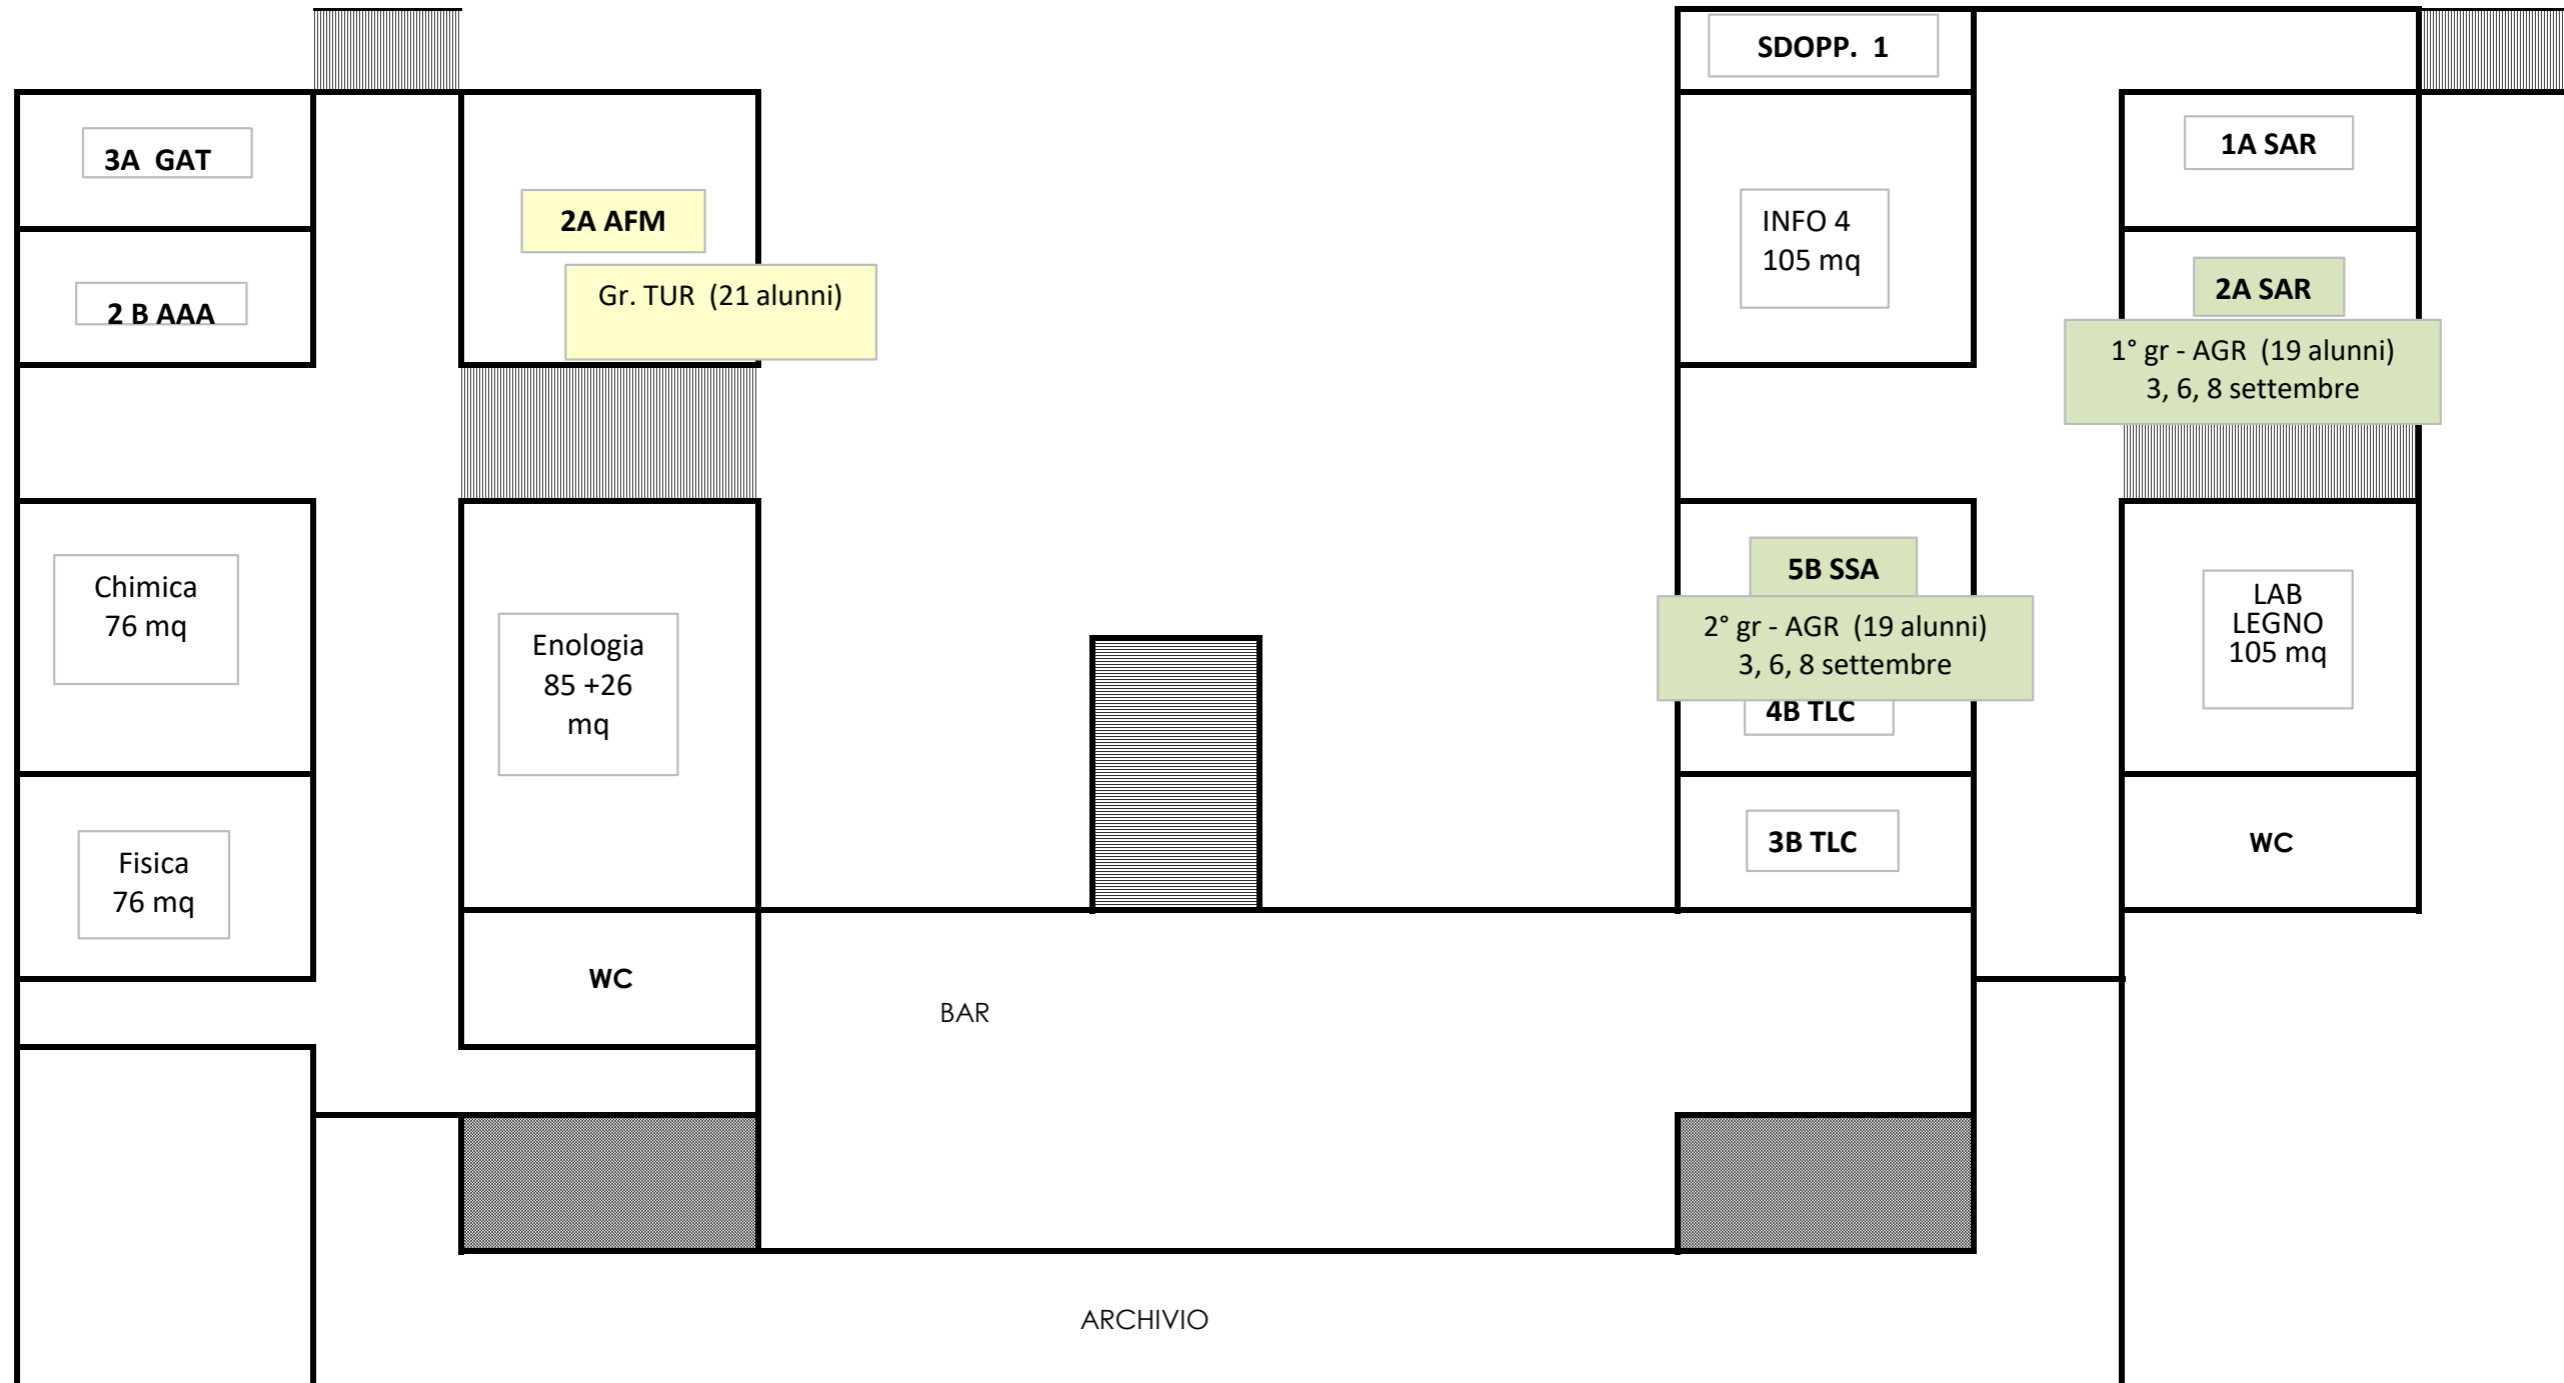 SDOPP. 1
3A GAT
2A AFM
Gr. TUR (21 alunni)
2 B AAA
INFO 4
105 mq
1A SAR
2A SAR
1° gr - AGR (19 alunni)
3, 6, 8 settembre
Chimica
76 mq
Enologia
85 +26
mq
5B SSA
2° gr - AGR (19 alunni)
3, 6, 8 settembre
4B TLC
LAB
LEGNO
105 mq
Fisica
76 mq
3B TLC
WC
WC
BAR
ARCHIVIO